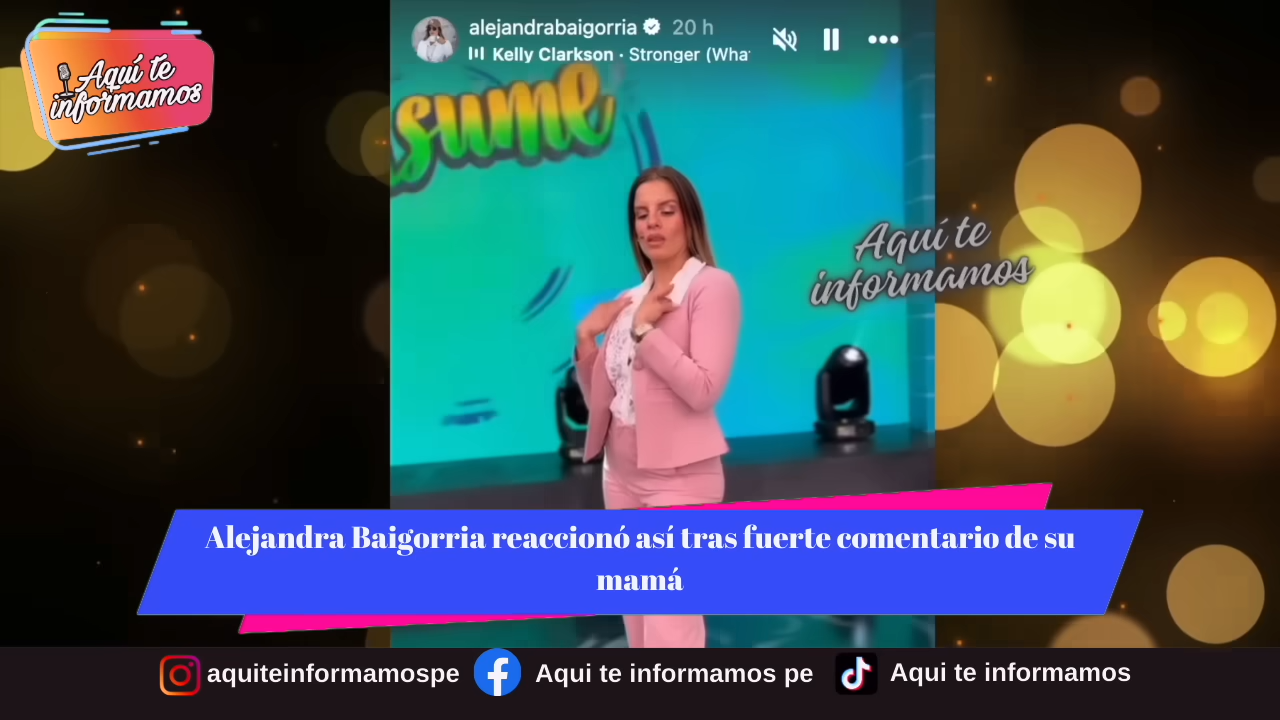 Aquí te
informamos
alejandrabaigorria 20 h
Kelly Clarkson · Stronger (Wha
sume
Aquí te
informamos
Alejandra Baigorria reaccionó así tras fuerte comentario de su
mamá
aquiteinformamospe Aqui te informamos pe Aqui te informamos